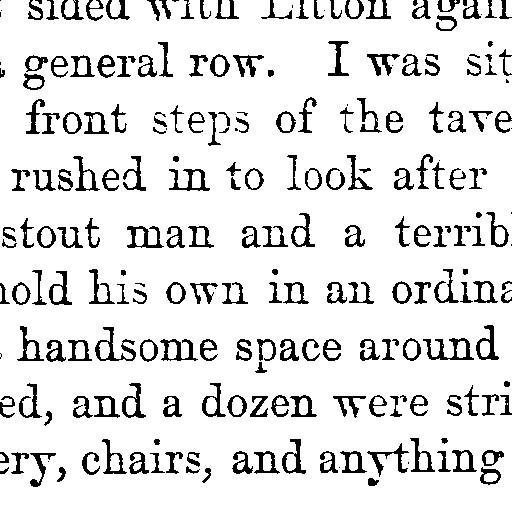 sided with Litton again
general row. I was sit
front steps of the tave
rushed in to look after
stout man and a terribl
hold his own in an ordina
handsome space around
ed, and a dozen were stri
ery, chairs, and anything